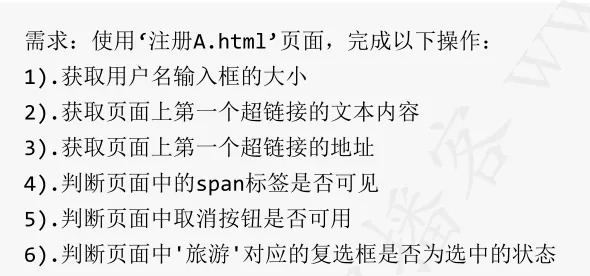 需求：使用‘注册A.html’页面，完成以下操作：
1).获取用户名输入框的大小
2).获取页面上第一个超链接的文本内容
3).获取页面上第一个超链接的地址
4).判断页面中的span标签是否可见
5).判断页面中取消按钮是否可用
6).判断页面中'旅游'对应的复选框是否为选中的状态
播客 www